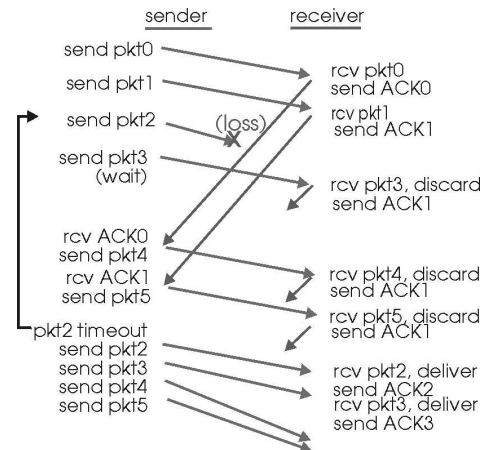 sender
receiver
send pkt0
send pkt1
send pkt2
(loss)
send pkt3
(wait)
rcv pkt0
send ACK0
rcv pkt1
send ACK1
rcv pkt3, discard
send ACK1
rcv ACK0
send pkt4
rcv ACK1
send pkt5
rcv pkt4, discard
send ACK1
rcv pkt5, discard
send ACK1
pkt2 timeout
send pkt2
send pkt3
send pkt4
send pkt5
rcv pkt2, deliver
send ACK2
rcv pkt3, deliver
send ACK3